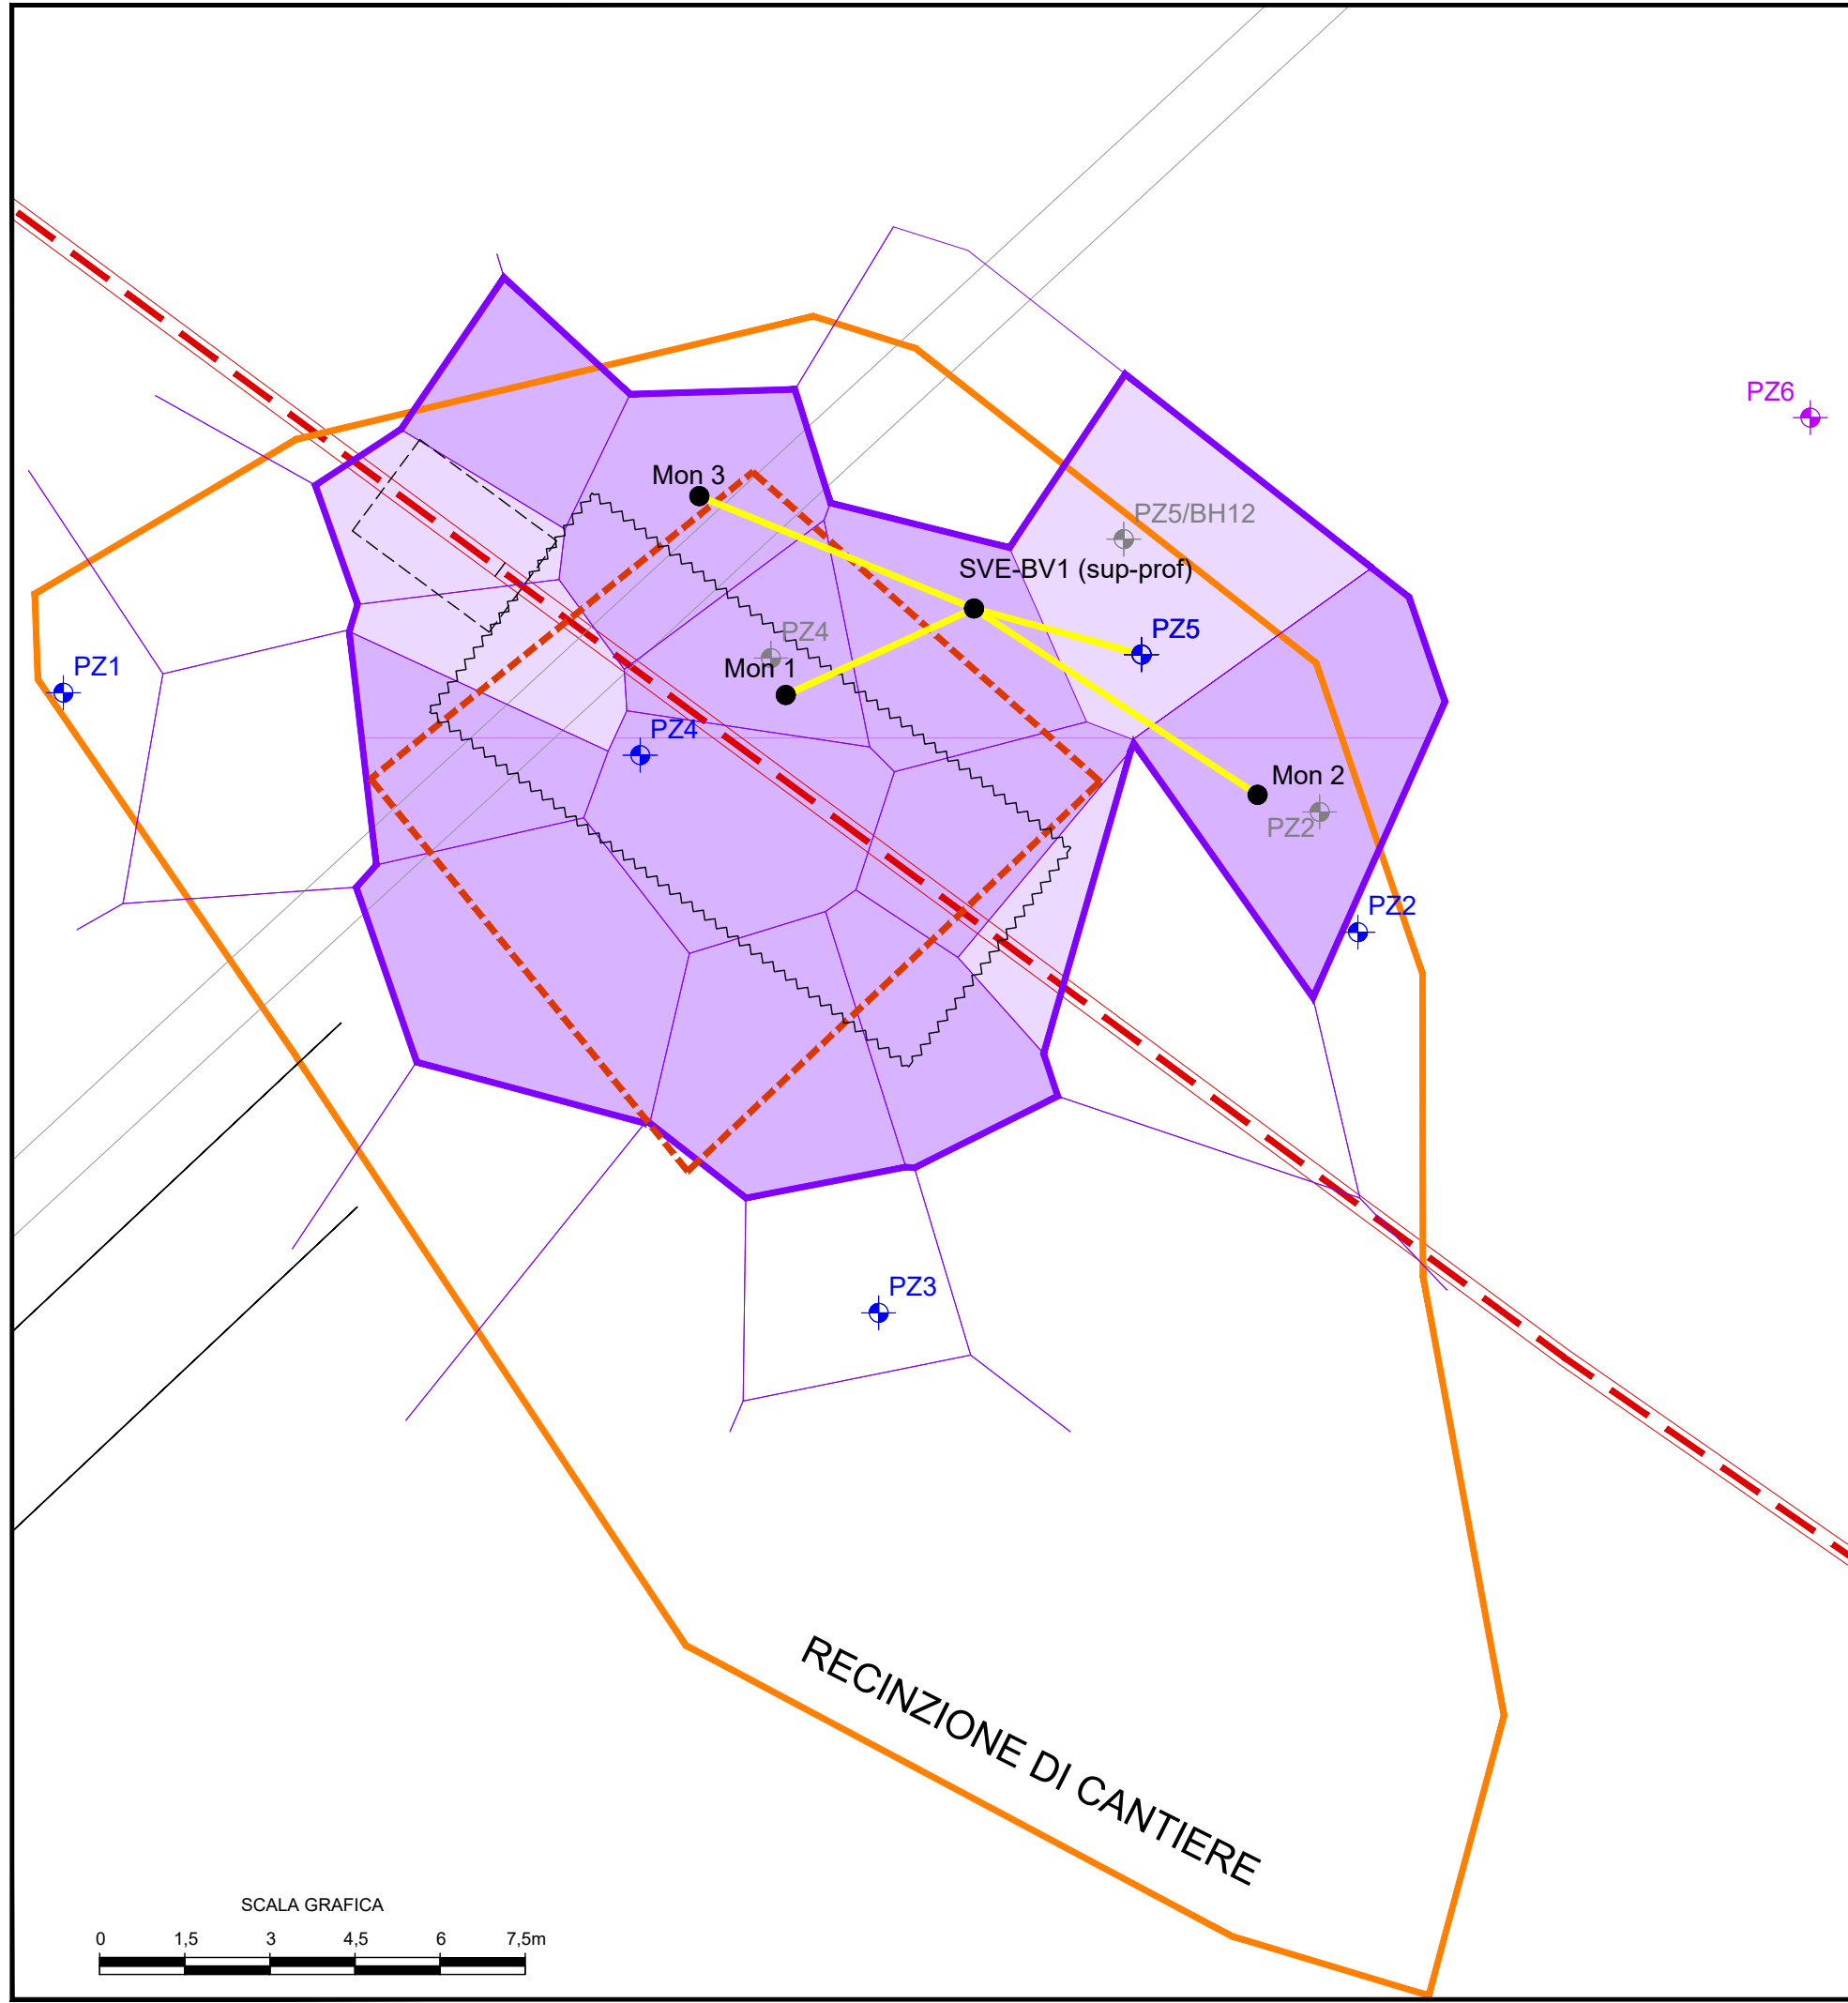 PZ6
Mon 3
PZ5/BH12
SVE-BV1 (sup-prof)
PZ4
PZ5
PZ1
Mon 1
PZ4
Mon 2
PZ2
PZ2
PZ3
RECINZIONE DI CANTIERE
SCALA GRAFICA
0 1,5 3 4,5 6 7,5m